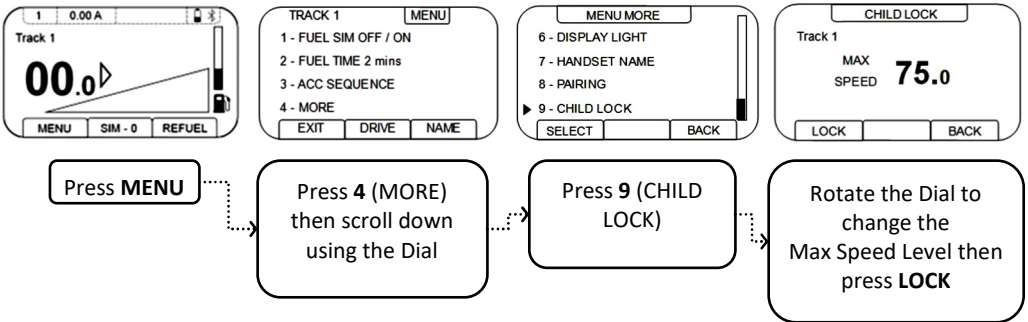 1 0.00 A
Track 1
00.0
MENU SIM - 0 REFUEL
TRACK 1 MENU
1 - FUEL SIM OFF / ON
2 - FUEL TIME 2 mins
3 - ACC SEQUENCE
4 - MORE
EXIT DRIVE NAME
MENU MORE
6 - DISPLAY LIGHT
7 - HANDSET NAME
8 - PAIRING
9 - CHILD LOCK
SELECT BACK
CHILD LOCK
Track 1
MAX
SPEED 75.0
LOCK BACK
Press MENU
Press 4 (MORE)
then scroll down
using the Dial
Press 9 (CHILD
LOCK)
Rotate the Dial to
change the
Max Speed Level then
press LOCK